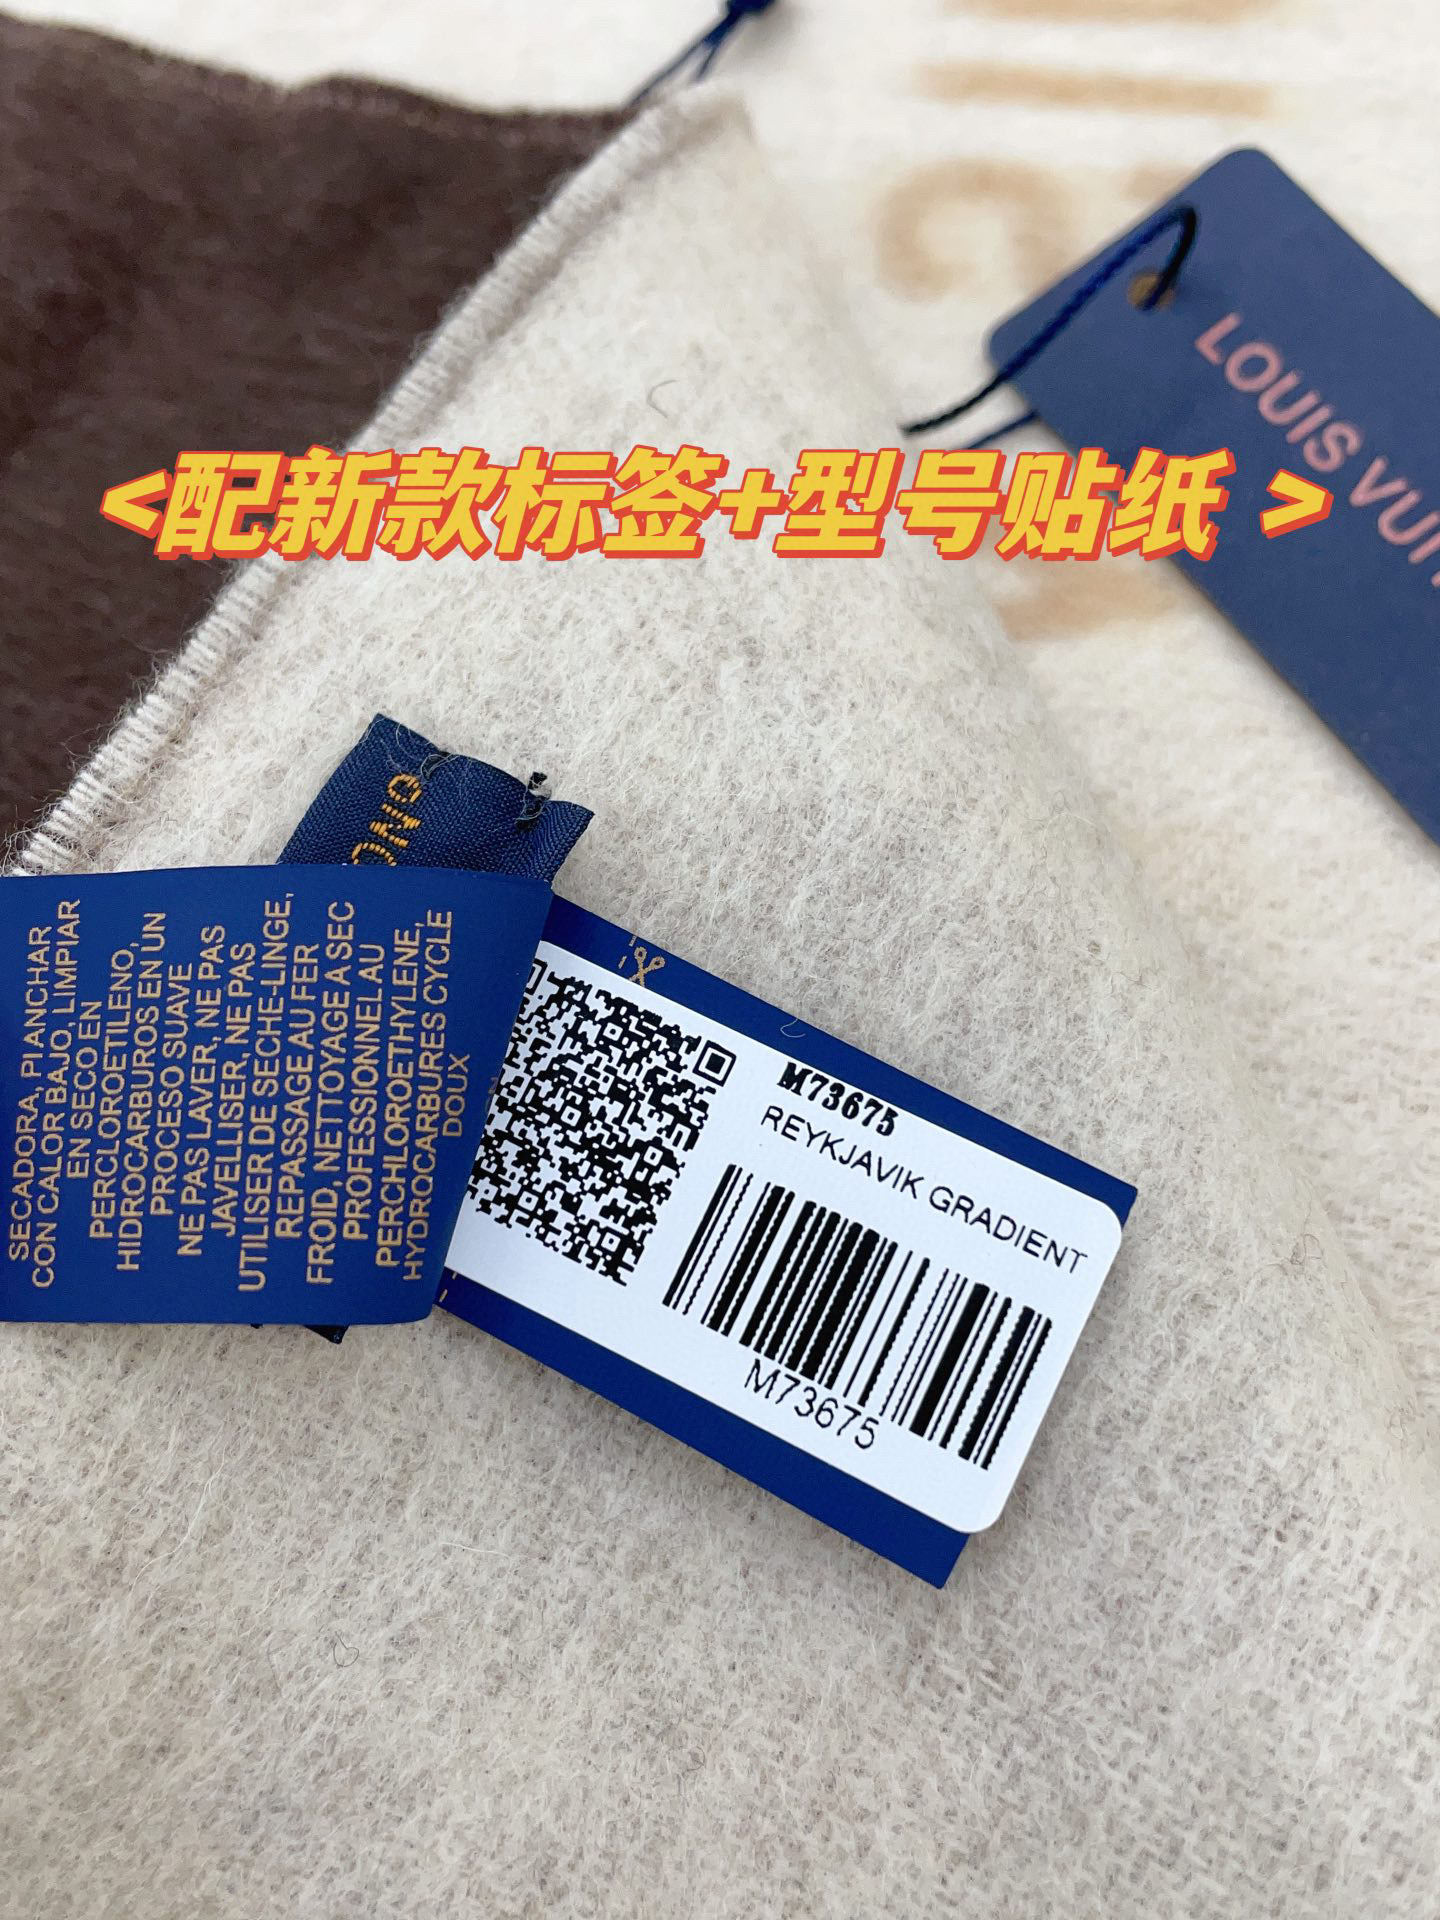 LOUIS VUIT
<配新款标签+型号贴纸 >
SECADORA, PLANCHAR
CON CALOR BAJO, LIMPIAR
EN SECO EN
PERCLOROETILENO,
HIDROCARBUROS EN UN
PROCESO SUAVE
NE PAS LAVER, NE PAS
JAVELLISER, NE PAS
UTILISER DE SECHE-LINGE,
REPASSAGE AU FER
FROID, NETTOYAGE A SEC
PROFESSIONNEL AU
PERCHLOROETHYLENE,
HYDROCARBURES CYCLE
DOUX
M73675
REYKJAVIK GRADIENT
M73675